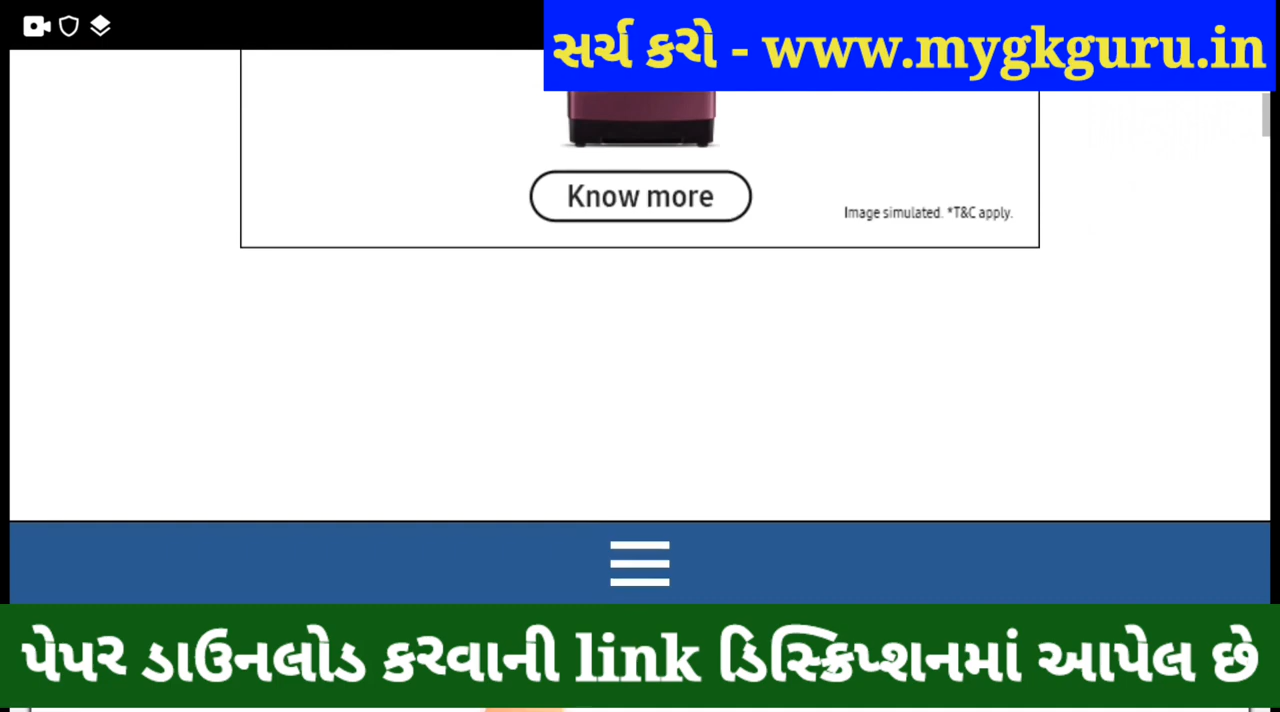 સર્ચ કરો - www.mygkguru.in
Know more
Image simulated. *T&C apply.
પેપર ડાઉનલોડ કરવાની link ડિસ્ક્રિપ્શનમાં આપેલ છે